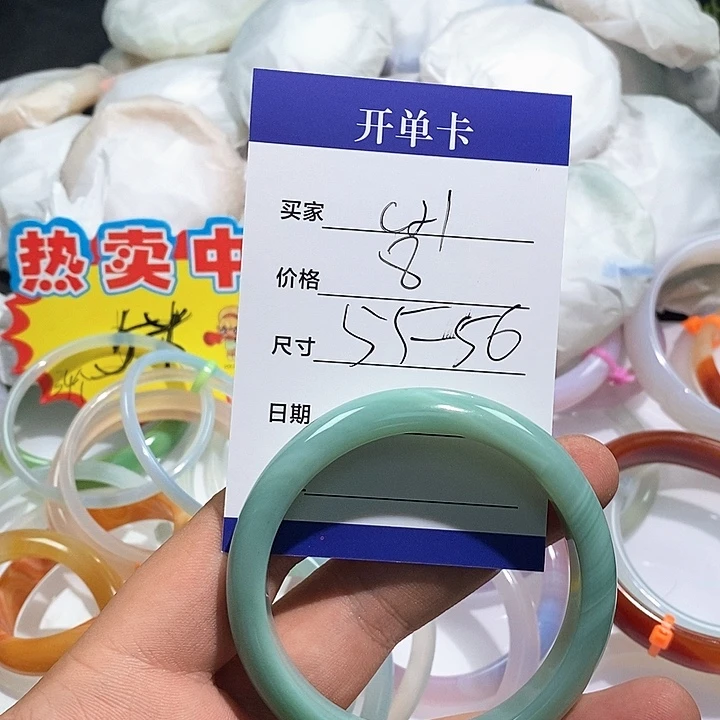 开单卡
买家
价格 8
尺寸 55-56
日期
热卖中